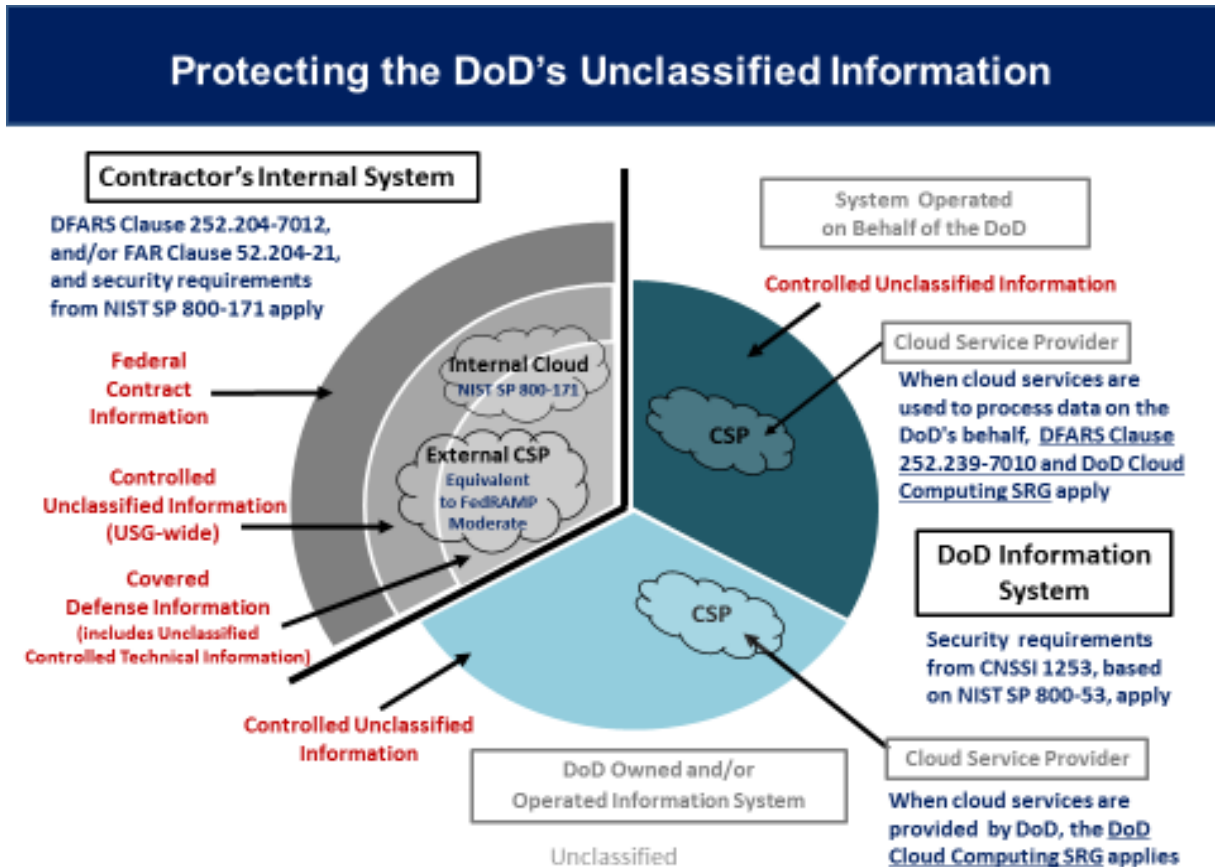 Protecting the DoD's Unclassified Information
Contractor's Internal System
DFARS Clause 252.204-7012,
and/or FAR Clause 52.204-21,
and security requirements
from NIST SP 800-171 apply
Federal
Contract
Information
Controlled
Unclassified Information
(USG-wide)
Covered
Defense Information
(includes Unclassified
Controlled Technical Information)
Internal Cloud
NIST SP 800-171
External CSP
Equivalent
to FedRAMP
Moderate
Controlled Unclassified
Information
System Operated
on Behalf of the DoD
Controlled Unclassified Information
Cloud Service Provider
When cloud services are
used to process data on the
DoD's behalf, DFARS Clause
252.239-7010 and DoD Cloud
Computing SRG apply
CSP
DoD Information
System
Security requirements
from CNSSI 1253, based
on NIST SP 800-53, apply
CSP
Cloud Service Provider
When cloud services are
provided by DoD, the DoD
Cloud Computing SRG applies
DoD Owned and/or
Operated Information System
Unclassified